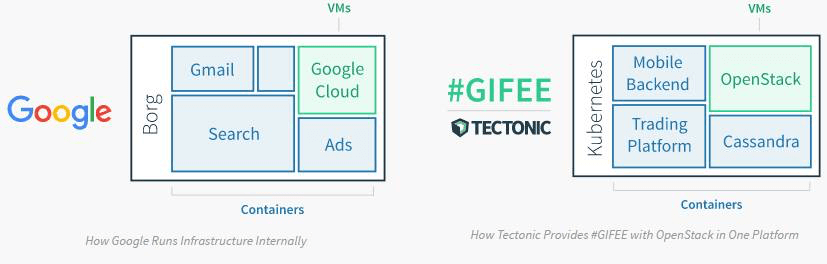 VMs
Google
Borg
Gmail
Google
Cloud
Search
Ads
Containers
How Google Runs Infrastructure Internally
VMs
#GIFEE
TECTONIC
Kubernetes
Mobile
Backend
OpenStack
Trading
Platform
Cassandra
Containers
How Tectonic Provides #GIFEE with OpenStack in One Platform